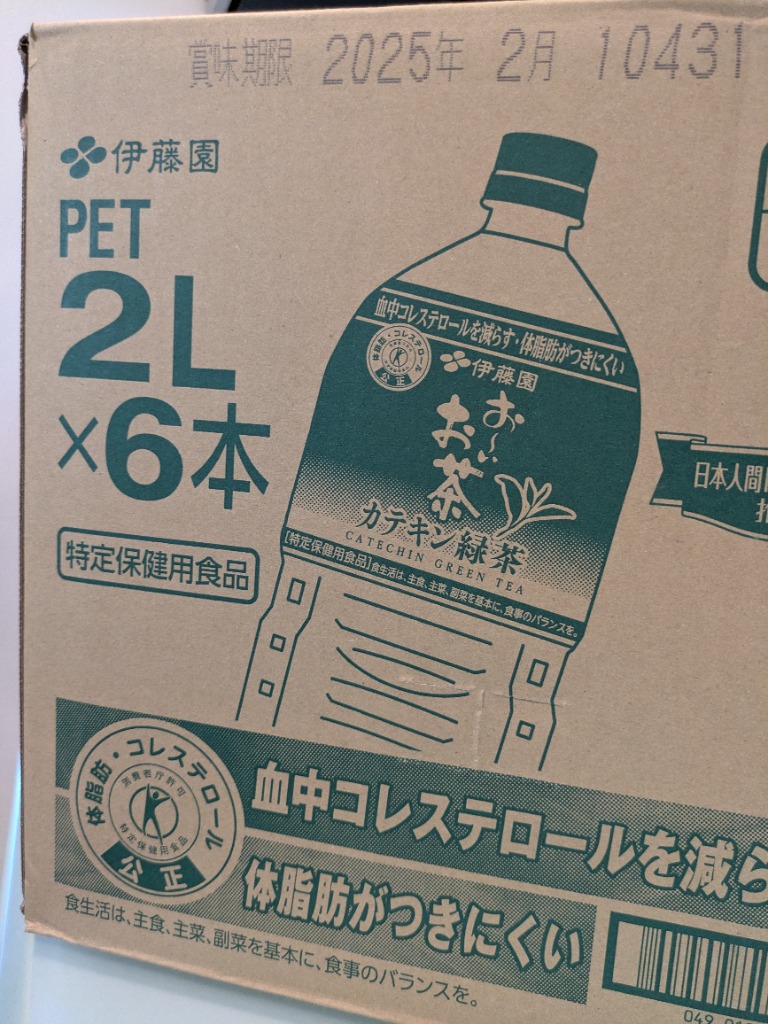 賞味期限 2025年 2月 10431
伊藤園
PET
2L
×6本
特定保健用食品
血中コレステロールを減らす・体脂肪がつきにくい
体脂肪・コレステロール
公正
伊藤園
お〜い
お茶
カテキン緑茶
CATECHIN GREEN TEA
[特定保健用食品]食生活は、主食、主菜、副菜を基本に、食事のバランスを。
日本人間
体脂肪・コレステロール
消費者庁許可
特定保健用食品
公正
血中コレステロールを減ら
体脂肪がつきにくい
食生活は、主食、主菜、副菜を基本に、食事のバランスを。